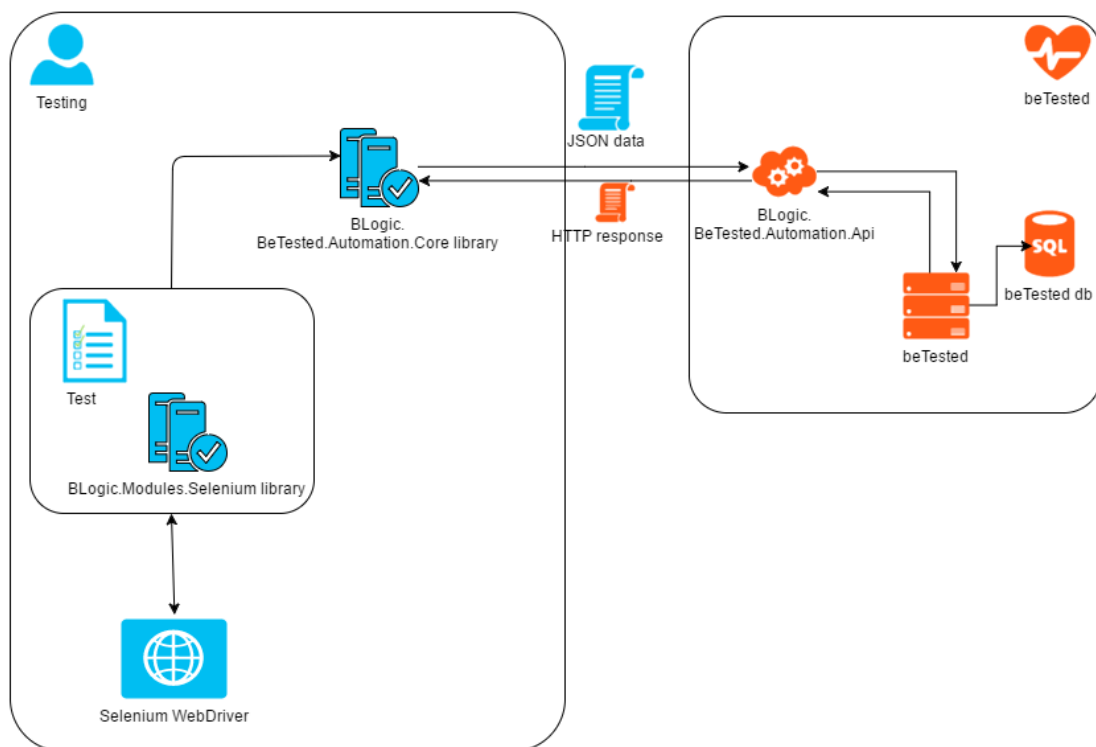 Testing
beTested
JSON data
BLogic.
BeTested.Automation.Core library
HTTP response
BLogic.
BeTested.Automation.Api
SQL
beTested db
beTested
Test
BLogic.Modules.Selenium library
Selenium WebDriver